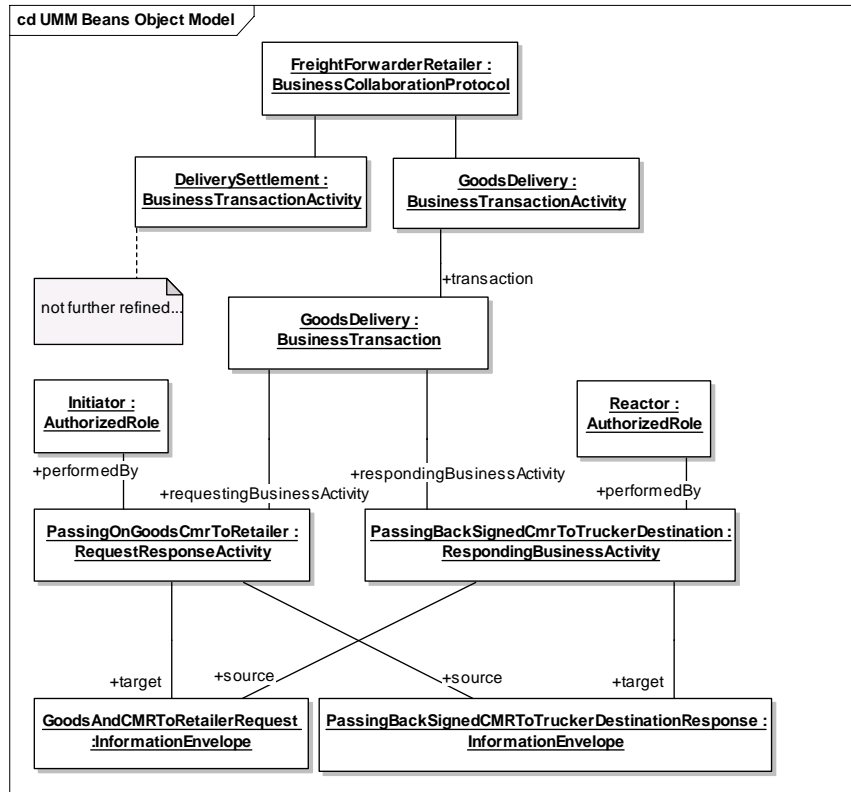 cd UMM Beans Object Model
FreightForwarderRetailer :
BusinessCollaborationProtocol
DeliverySettlement :
BusinessTransactionActivity
GoodsDelivery :
BusinessTransactionActivity
not further refined...
+transaction
GoodsDelivery :
BusinessTransaction
Initiator :
AuthorizedRole
Reactor :
AuthorizedRole
+performedBy
+respondingBusinessActivity
+requestingBusinessActivity
+performedBy
PassingOnGoodsCmrToRetailer :
RequestResponseActivity
PassingBackSignedCmrToTruckerDestination :
RespondingBusinessActivity
+target
+source
+source
+target
GoodsAndCMRToRetailerRequest
:InformationEnvelope
PassingBackSignedCMRToTruckerDestinationResponse :
InformationEnvelope